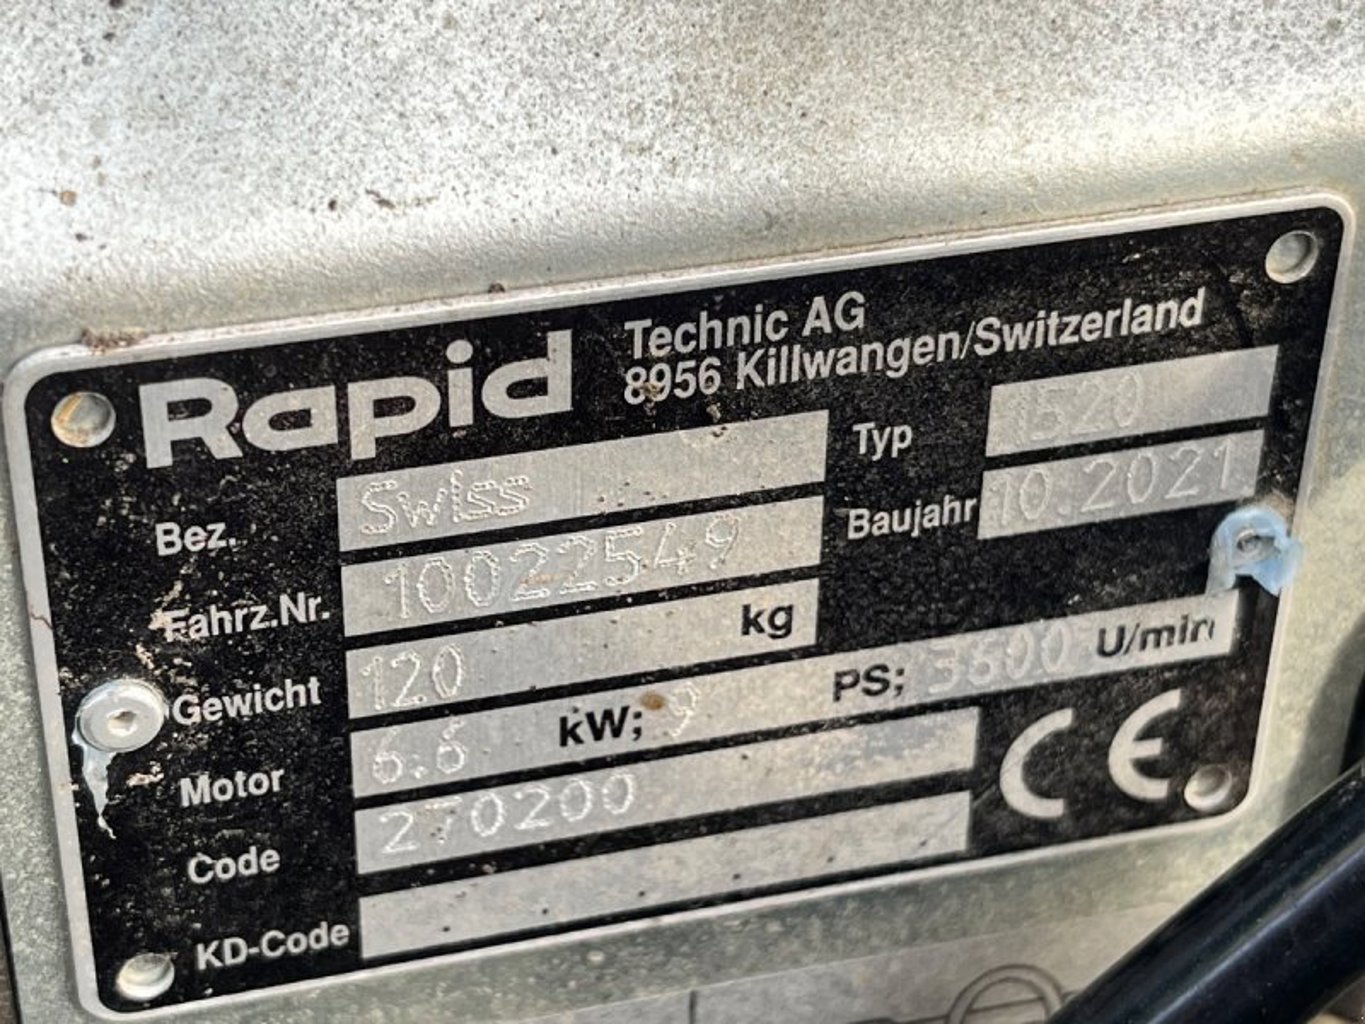 Rapid Technic AG
8956 Killwangen/Switzerland
Bez. Swiss Typ 1520
Fahrz.Nr. 10022549 Baujahr 10.2021
Gewicht 120 kg
Motor 6.6 kW; 9 PS; 3600 U/min
Code 270200
KD-Code
CE